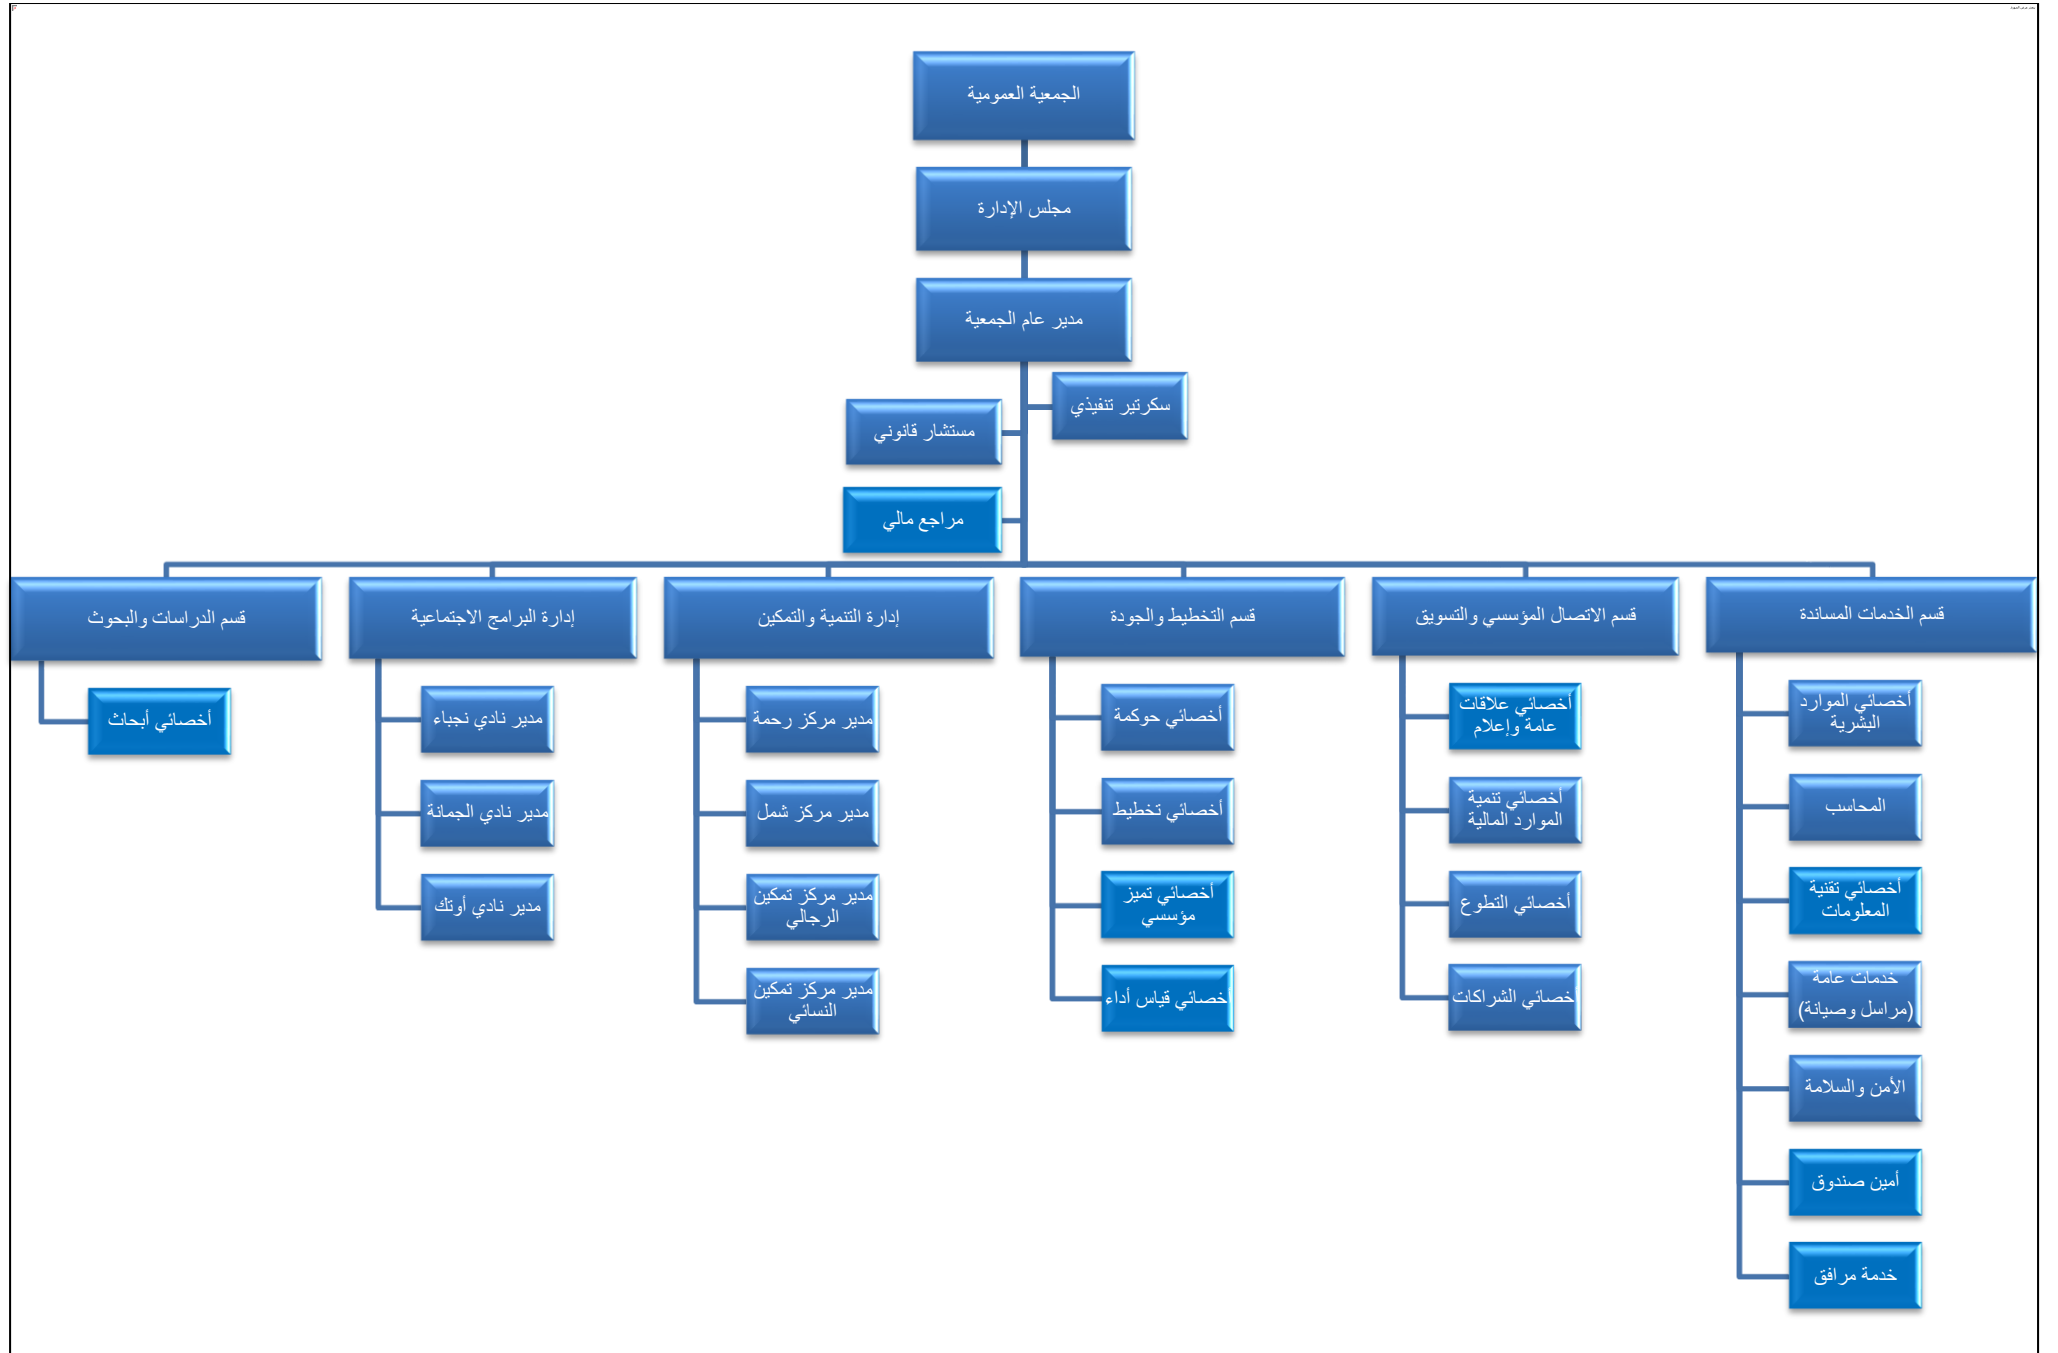 الجمعية العمومية
مجلس الإدارة
مدير عام الجمعية
سكرتير تنفيذي
مستشار قانوني
مراجع مالي
قسم الخدمات المساندة
قسم الاتصال المؤسسي والتسويق
قسم التخطيط والجودة
إدارة التنمية والتمكين
إدارة البرامج الاجتماعية
قسم الدراسات والبحوث
أخصائي الموارد
البشرية
المحاسب
أخصائي تقنية
المعلومات
خدمات عامة
(مراسل وصيانة)
الأمن والسلامة
أمين صندوق
خدمة مرافق
أخصائي علاقات
عامة وإعلام
أخصائي تنمية
الموارد المالية
أخصائي التطوع
خصائي الشراكات
أخصائي حوكمة
أخصائي تخطيط
أخصائي تميز
مؤسسي
خصائي قياس أداء
مدير مركز رحمة
مدير مركز شمل
مدير مركز تمكين
الرجالي
مدير مركز تمكين
النسائي
مدير نادي نجباء
مدير نادي الجمانة
مدير نادي أوتك
أخصائي أبحاث